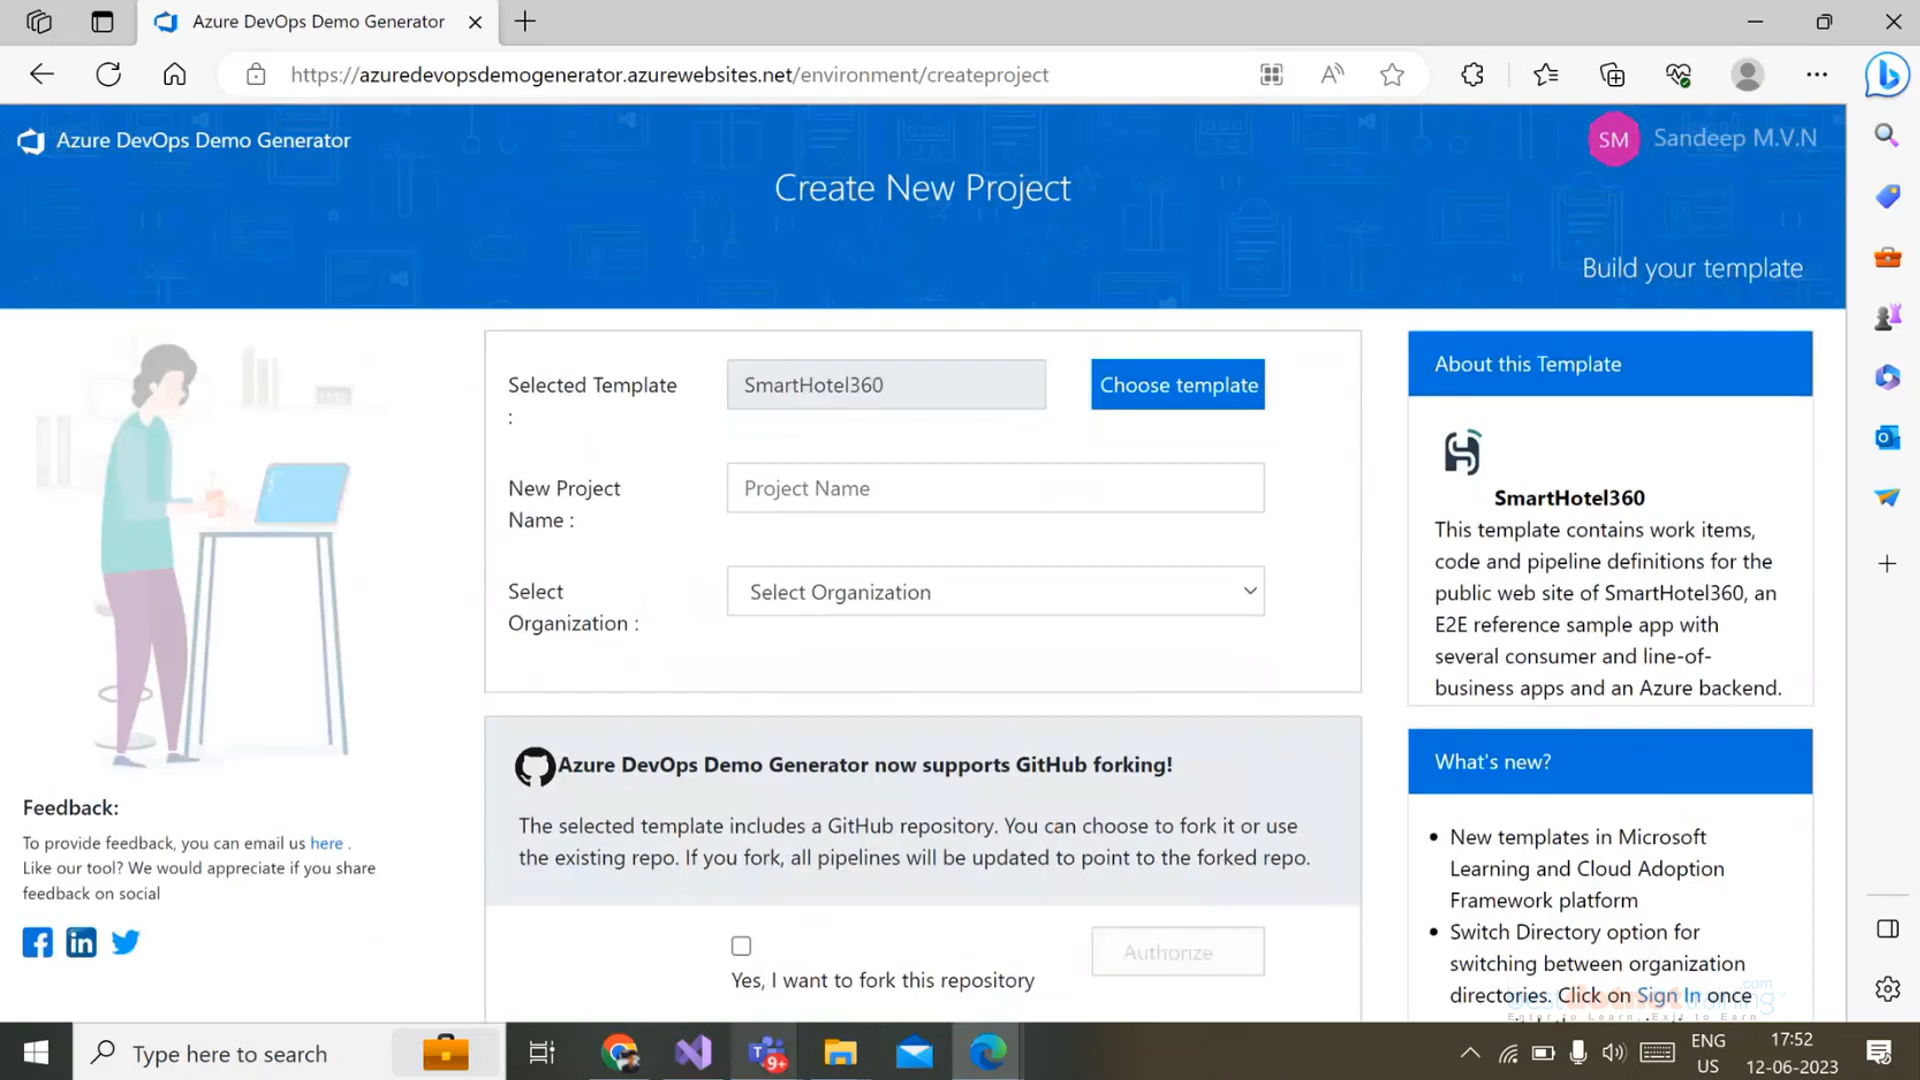 Azure DevOps Demo Generator
https://azuredevopsdemogenerator.azurewebsites.net/environment/createproject
Azure DevOps Demo Generator
SM
Sandeep M.V.N
Create New Project
Build your template
Selected Template
:
SmartHotel360
Choose template
New Project
Name :
Project Name
Select
Organization :
Select Organization
Azure DevOps Demo Generator now supports GitHub forking!
The selected template includes a GitHub repository. You can choose to fork it or use
the existing repo. If you fork, all pipelines will be updated to point to the forked repo.
Yes, I want to fork this repository
Authorize
About this Template
SmartHotel360
This template contains work items,
code and pipeline definitions for the
public web site of SmartHotel360, an
E2E reference sample app with
several consumer and line-of-
business apps and an Azure backend.
What's new?
• New templates in Microsoft
Learning and Cloud Adoption
Framework platform
• Switch Directory option for
switching between organization
directories. Click on Sign In once
Feedback:
To provide feedback, you can email us here .
Like our tool? We would appreciate if you share
feedback on social
bestdotnettraining.com
Enter to Learn, Exit to Earn
Type here to search
9+
ENG
US
17:52
12-06-2023